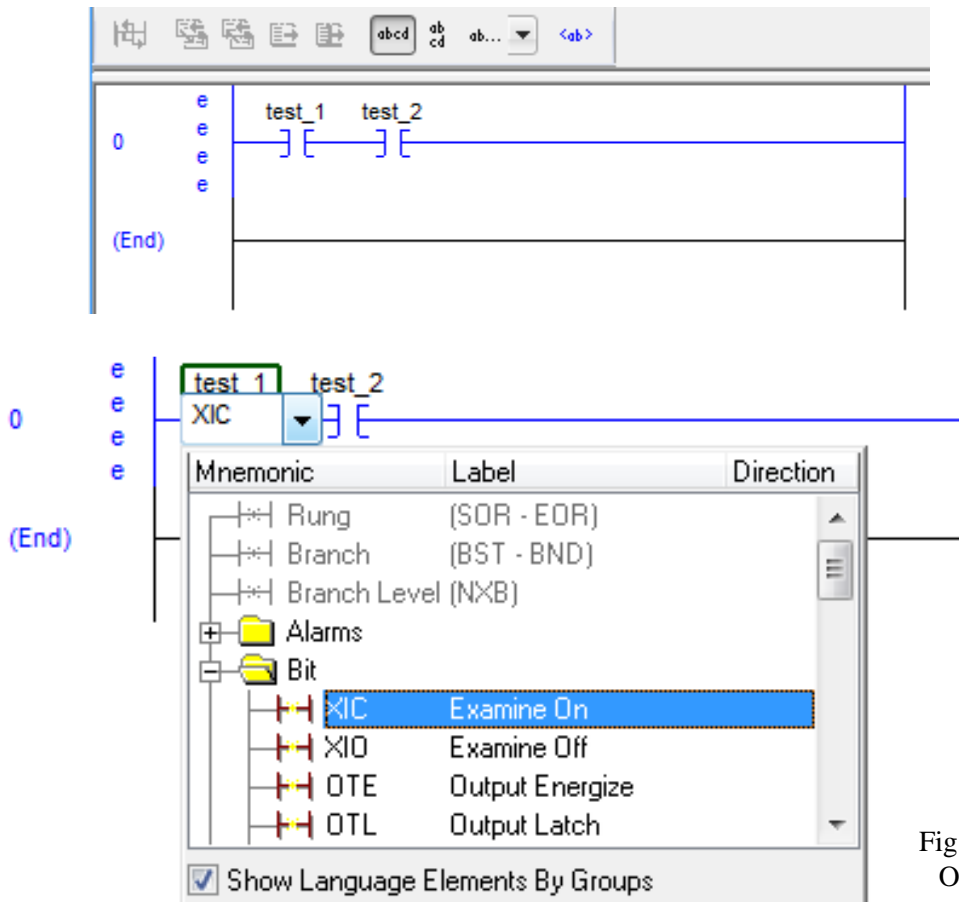 abcd ab cd ab... <ab>
e
test_1 test_2
e
0
e
e
(End)
e
test_1 test_2
e
XIC
0
e
e
Mnemonic Label Direction
Rung (SOR - EOR)
(End)
Branch (BST - BND)
Branch Level (NXB)
Alarms
Bit
XIC Examine On
XIO Examine Off
OTE Output Energize
OTL Output Latch
Fig
O
Show Language Elements By Groups